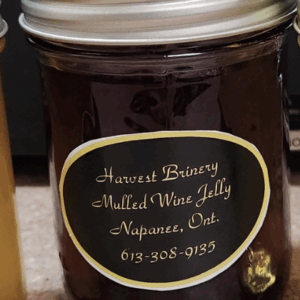 Harvest Brinery
Mulled Wine Jelly
Napanee, Ont.
613-308-9135